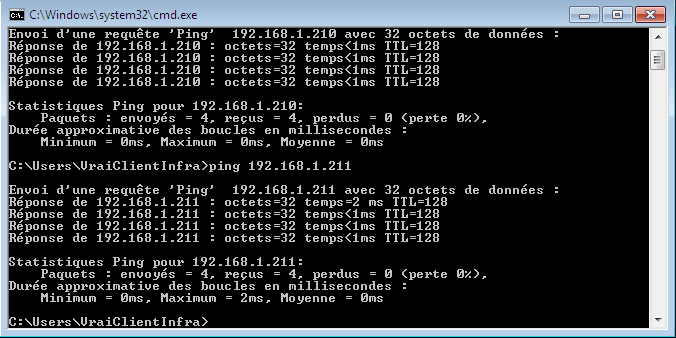 C:\Windows\system32\cmd.exe
Envoi d'une requête 'Ping'  192.168.1.210 avec 32 octets de données :
Réponse de 192.168.1.210 : octets=32 temps<1ms TTL=128
Réponse de 192.168.1.210 : octets=32 temps<1ms TTL=128
Réponse de 192.168.1.210 : octets=32 temps<1ms TTL=128
Réponse de 192.168.1.210 : octets=32 temps<1ms TTL=128
Statistiques Ping pour 192.168.1.210:
Paquets : envoyés = 4, reçus = 4, perdus = 0 (perte 0%),
Durée approximative des boucles en millisecondes :
Minimum = 0ms, Maximum = 0ms, Moyenne = 0ms
C:\Users\VraiClientInfra>ping 192.168.1.211
Envoi d'une requête 'Ping'  192.168.1.211 avec 32 octets de données :
Réponse de 192.168.1.211 : octets=32 temps=2 ms TTL=128
Réponse de 192.168.1.211 : octets=32 temps<1ms TTL=128
Réponse de 192.168.1.211 : octets=32 temps<1ms TTL=128
Réponse de 192.168.1.211 : octets=32 temps<1ms TTL=128
Statistiques Ping pour 192.168.1.211:
Paquets : envoyés = 4, reçus = 4, perdus = 0 (perte 0%),
Durée approximative des boucles en millisecondes :
Minimum = 0ms, Maximum = 2ms, Moyenne = 0ms
C:\Users\VraiClientInfra>